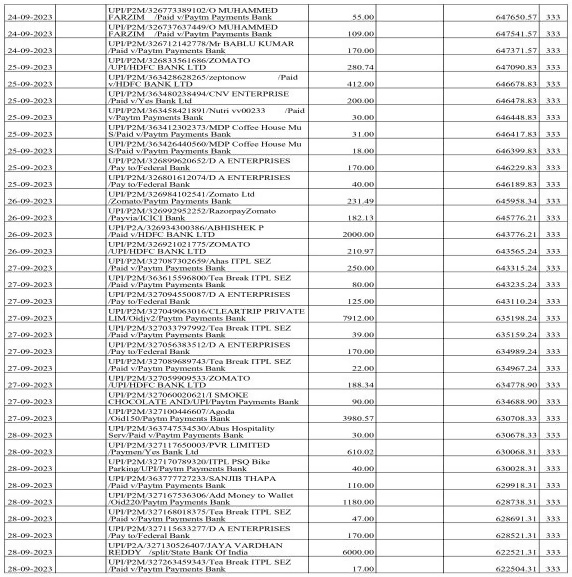 UPI/P2M/326773389102/O MUHAMMED
24-09-2023 FARZIM /Paid v/Paytm Payments Bank 55.00 647650.57 333
UPI/P2M/326737637449/O MUHAMMED
24-09-2023 FARZIM /Paid v/Paytm Payments Bank 109.00 647541.57 333
UPI/P2M/326712142778/Mr BABLU KUMAR
24-09-2023 /Paid v/Paytm Payments Bank 170.00 647371.57 333
UPI/P2M/326833561686/ZOMATO
25-09-2023 /UPI/HDFC BANK LTD 280.74 647090.83 333
UPI/P2M/363428628265/zeptonow /Paid
25-09-2023 v/HDFC BANK LTD 412.00 646678.83 333
UPI/P2M/363480238494/CNV ENTERPRISE
25-09-2023 /Paid v/Yes Bank Ltd 200.00 646478.83 333
UPI/P2M/363458421891/Nutri vv00233 /Paid
25-09-2023 v/Paytm Payments Bank 30.00 646448.83 333
UPI/P2M/363412302373/MDP Coffee House Mu
25-09-2023 S/Paid v/Paytm Payments Bank 31.00 646417.83 333
UPI/P2M/363426440560/MDP Coffee House Mu
25-09-2023 S/Paid v/Paytm Payments Bank 18.00 646399.83 333
UPI/P2M/326899620652/D A ENTERPRISES
25-09-2023 /Pay to/Federal Bank 170.00 646229.83 333
UPI/P2M/326801612074/D A ENTERPRISES
25-09-2023 /Pay to/Federal Bank 40.00 646189.83 333
UPI/P2M/326984102541/Zomato Ltd
26-09-2023 /Zomato/Paytm Payments Bank 231.49 645958.34 333
UPI/P2M/326992952252/RazorpayZomato
26-09-2023 /Payvia/ICICI Bank 182.13 645776.21 333
UPI/P2A/326934300386/ABHISHEK P
26-09-2023 /Paid v/HDFC BANK LTD 2000.00 643776.21 333
UPI/P2M/326921021775/ZOMATO
26-09-2023 /UPI/HDFC BANK LTD 210.97 643565.24 333
UPI/P2M/327087302659/Ahas ITPL SEZ
27-09-2023 /Paid v/Paytm Payments Bank 250.00 643315.24 333
UPI/P2M/363615596800/Tea Break ITPL SEZ
27-09-2023 /Paid v/Paytm Payments Bank 80.00 643235.24 333
UPI/P2M/327094550087/D A ENTERPRISES
27-09-2023 /Pay to/Federal Bank 125.00 643110.24 333
UPI/P2M/327049063016/CLEARTRIP PRIVATE
27-09-2023 LIM/Oidjv2/Paytm Payments Bank 7912.00 635198.24 333
UPI/P2M/327033797992/Tea Break ITPL SEZ
27-09-2023 /Paid v/Paytm Payments Bank 39.00 635159.24 333
UPI/P2M/327056383512/D A ENTERPRISES
27-09-2023 /Pay to/Federal Bank 170.00 634989.24 333
UPI/P2M/327089689743/Tea Break ITPL SEZ
27-09-2023 /Paid v/Paytm Payments Bank 22.00 634967.24 333
UPI/P2M/327059909533/ZOMATO
27-09-2023 /UPI/HDFC BANK LTD 188.34 634778.90 333
UPI/P2M/327060020621/I SMOKE
27-09-2023 CHOCOLATE AND/UPI/Paytm Payments Bank 90.00 634688.90 333
UPI/P2M/327100446607/Agoda
27-09-2023 /Oid150/Paytm Payments Bank 3980.57 630708.33 333
UPI/P2M/363747534530/Abus Hospitality
28-09-2023 Serv/Paid v/Paytm Payments Bank 30.00 630678.33 333
UPI/P2M/327117650003/PVR LIMITED
28-09-2023 /Paymen/Yes Bank Ltd 610.02 630068.31 333
UPI/P2M/327170789320/ITPL PSQ Bike
28-09-2023 Parking/UPI/Paytm Payments Bank 40.00 630028.31 333
UPI/P2M/363777727233/SANJIB THAPA
28-09-2023 /Paid v/Paytm Payments Bank 110.00 629918.31 333
UPI/P2M/327167536306/Add Money to Wallet
28-09-2023 /Oid220/Paytm Payments Bank 1180.00 628738.31 333
UPI/P2M/327168018375/Tea Break ITPL SEZ
28-09-2023 /Paid v/Paytm Payments Bank 47.00 628691.31 333
UPI/P2M/327115633277/D A ENTERPRISES
28-09-2023 /Pay to/Federal Bank 170.00 628521.31 333
UPI/P2A/327130526407/JAYA VARDHAN
28-09-2023 REDDY /split/State Bank Of India 6000.00 622521.31 333
UPI/P2M/327263459343/Tea Break ITPL SEZ
28-09-2023 /Paid v/Paytm Payments Bank 17.00 622504.31 333